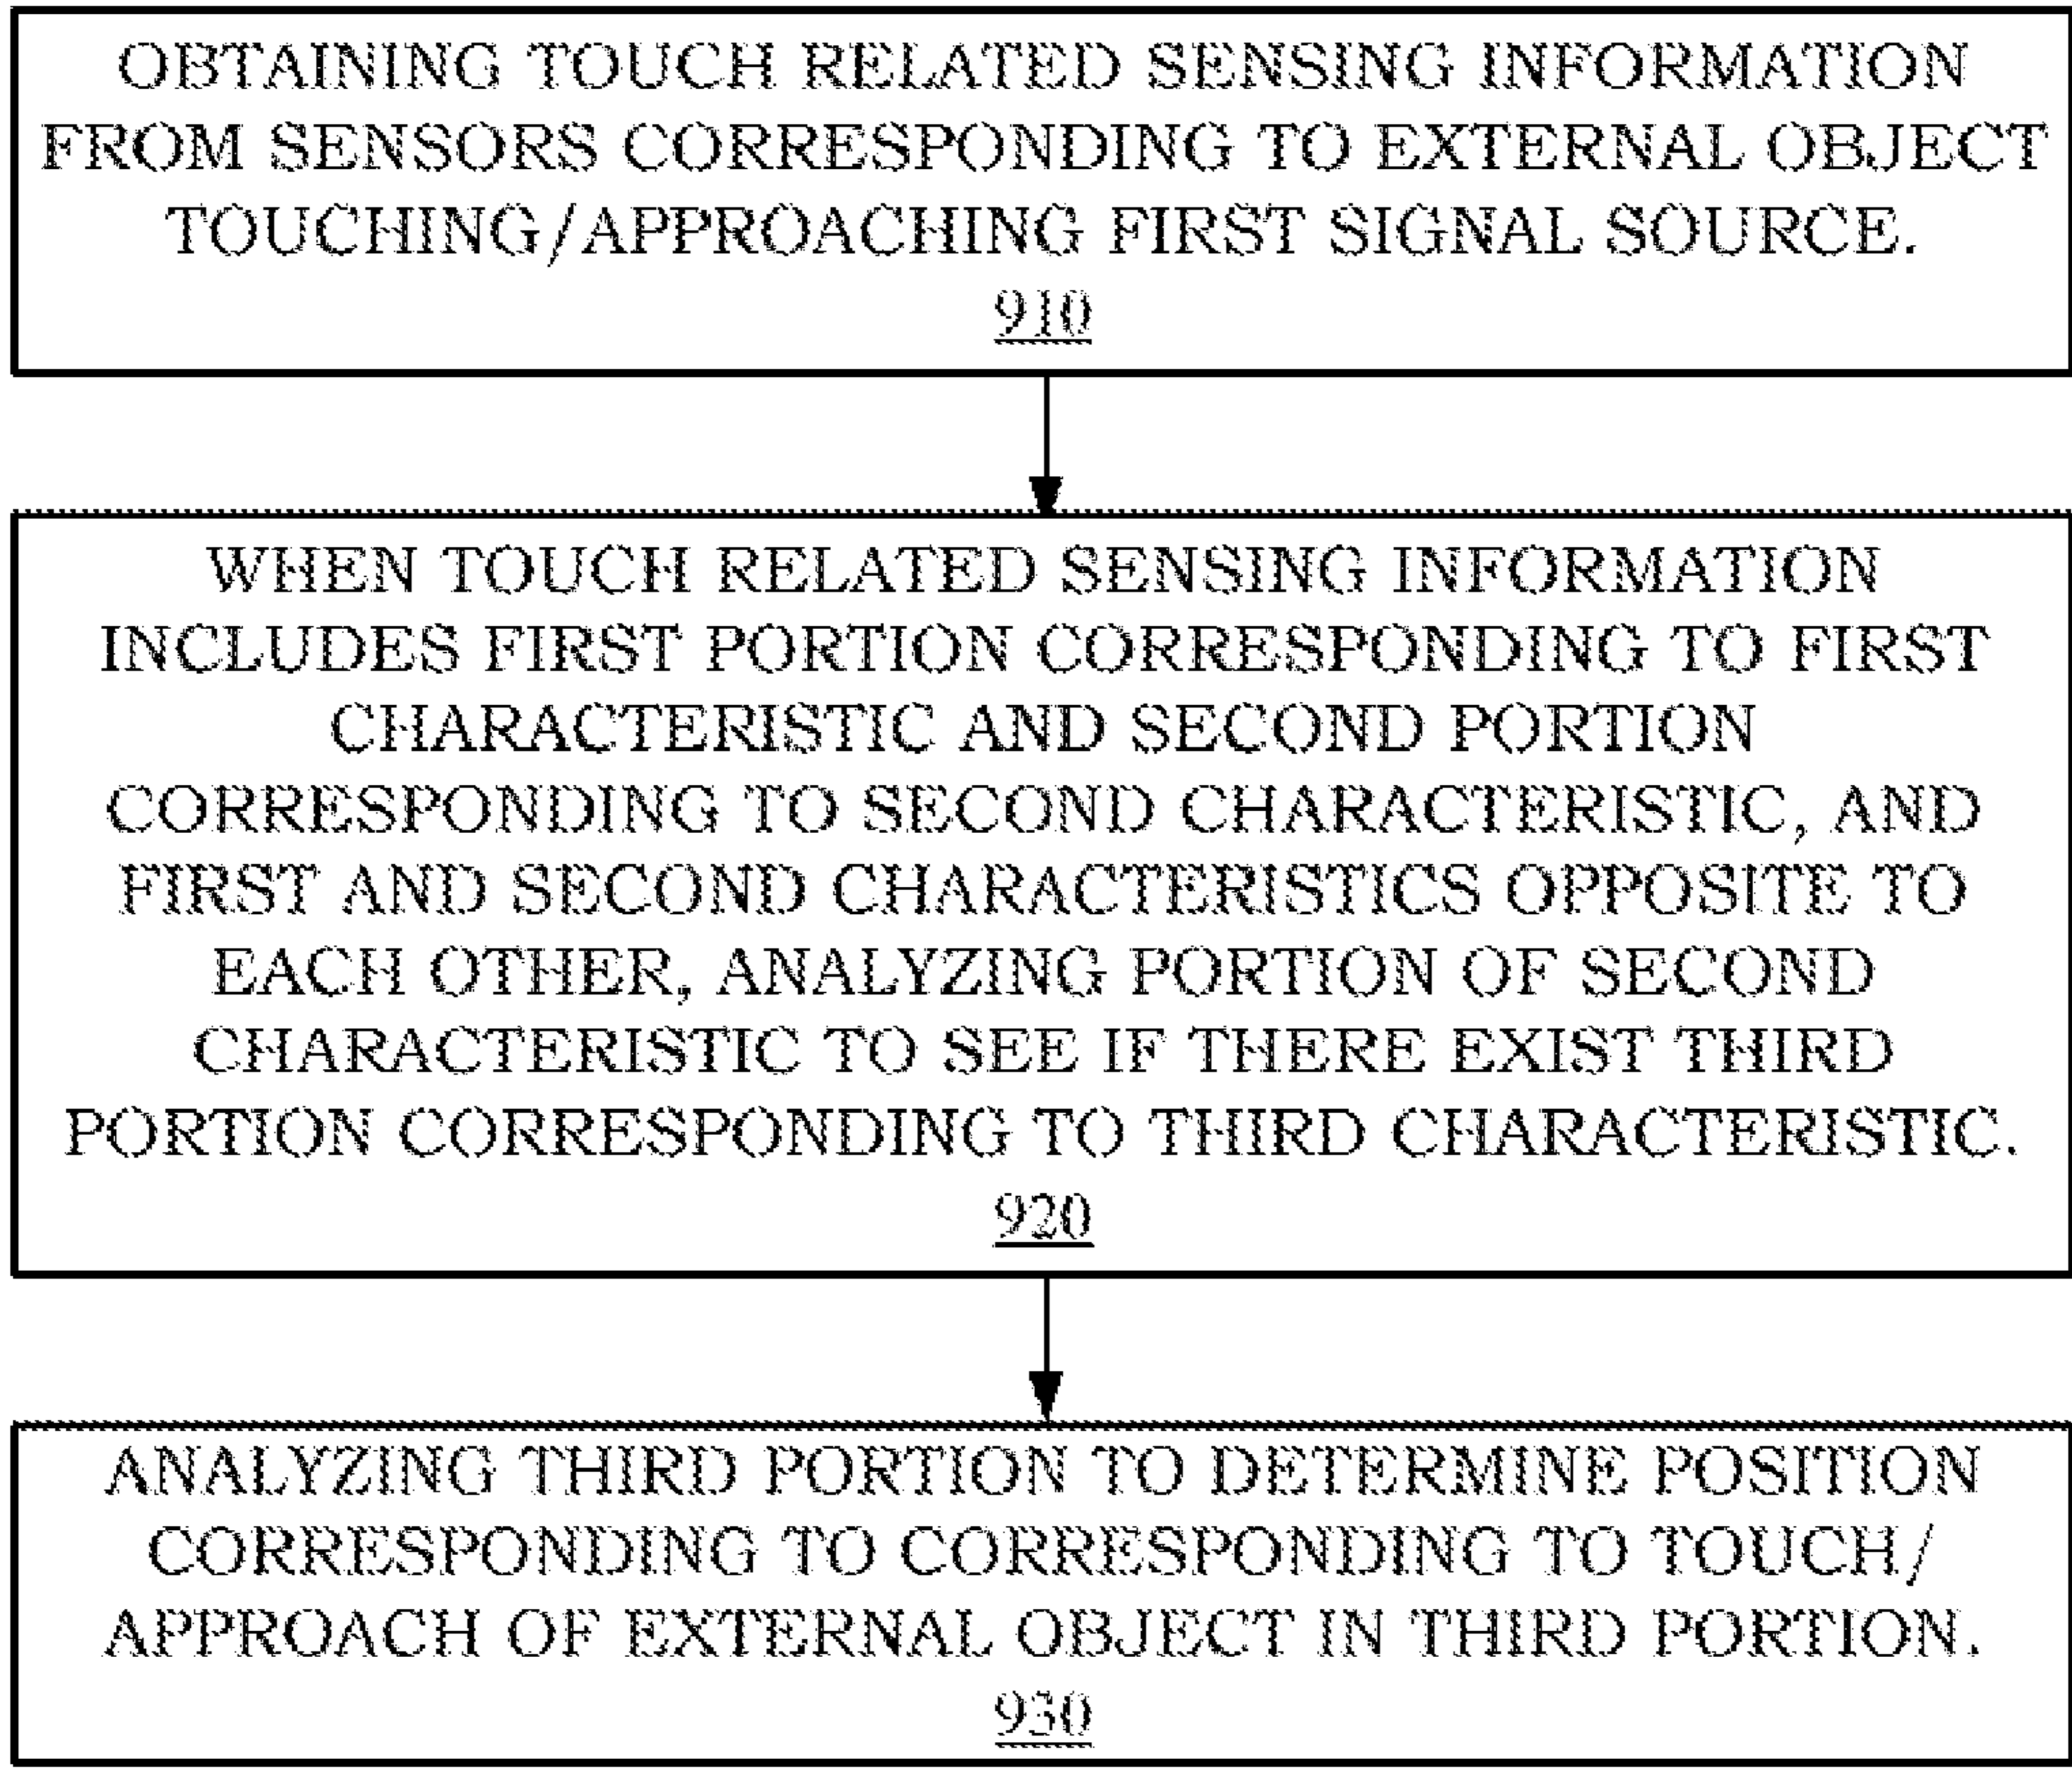 OBTAINING TOUCH RELATED SENSING INFORMATION
FROM SENSORS CORRESPONDING TO EXTERNAL OBJECT
TOUCHING/APPROACHING FIRST SIGNAL SOURCE.
910
WHEN TOUCH RELATED SENSING INFORMATION
INCLUDES FIRST PORTION CORRESPONDING TO FIRST
CHARACTERISTIC AND SECOND PORTION
CORRESPONDING TO SECOND CHARACTERISTIC, AND
FIRST AND SECOND CHARACTERISTICS OPPOSITE TO
EACH OTHER, ANALYZING PORTION OF SECOND
CHARACTERISTIC TO SEE IF THERE EXIST THIRD
PORTION CORRESPONDING TO THIRD CHARACTERISTIC.
920
ANALYZING THIRD PORTION TO DETERMINE POSITION
CORRESPONDING TO CORRESPONDING TO TOUCH/
APPROACH OF EXTERNAL OBJECT IN THIRD PORTION.
930